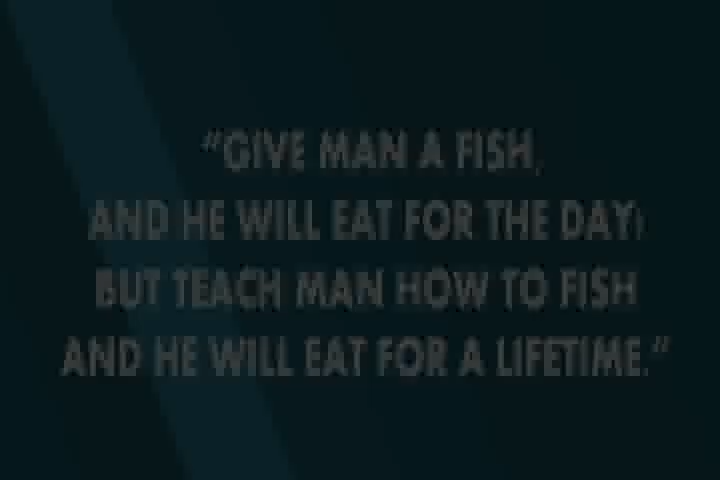 “GIVE MAN A FISH,
AND HE WILL EAT FOR THE DAY;
BUT TEACH MAN HOW TO FISH
AND HE WILL EAT FOR A LIFETIME.”